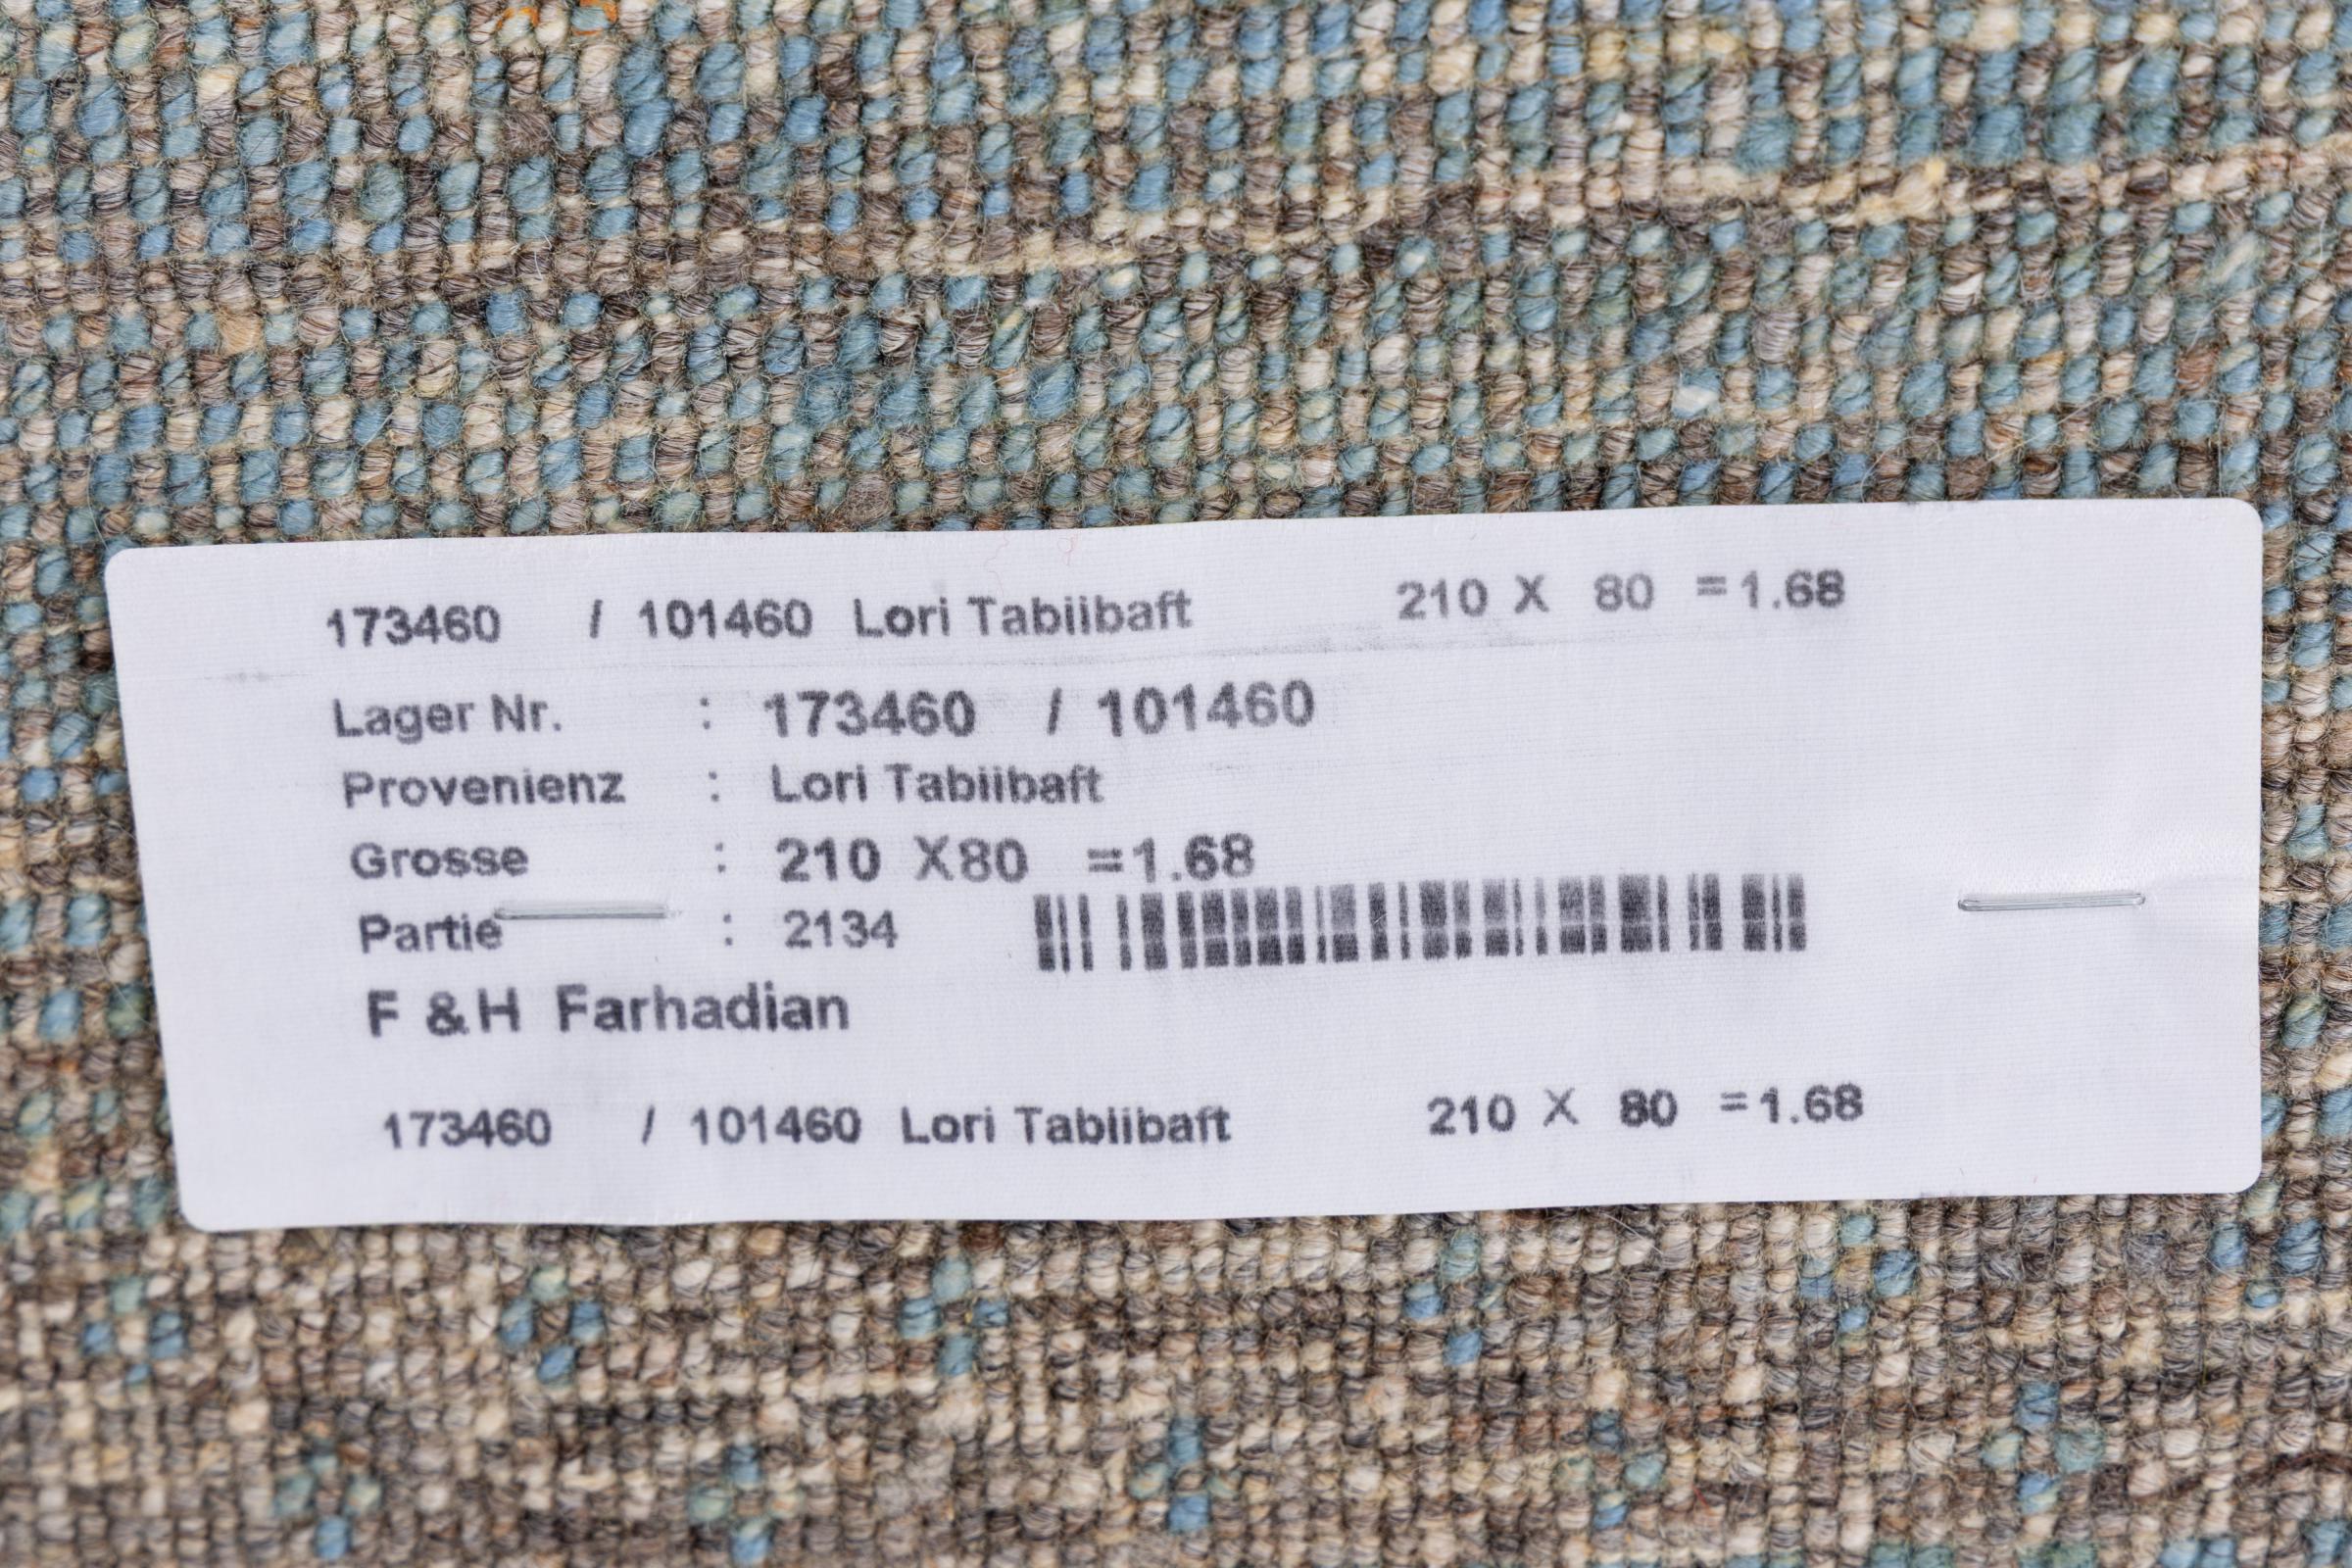 173460 / 101460 Lori Tabiibaft 210 X 80 =1.68
Lager Nr. : 173460 / 101460
Provenienz : Lori Tabiibaft
Grosse : 210 X80 =1.68
Partie : 2134
F & H Farhadian
173460 / 101460 Lori Tabiibaft 210 X 80 =1.68